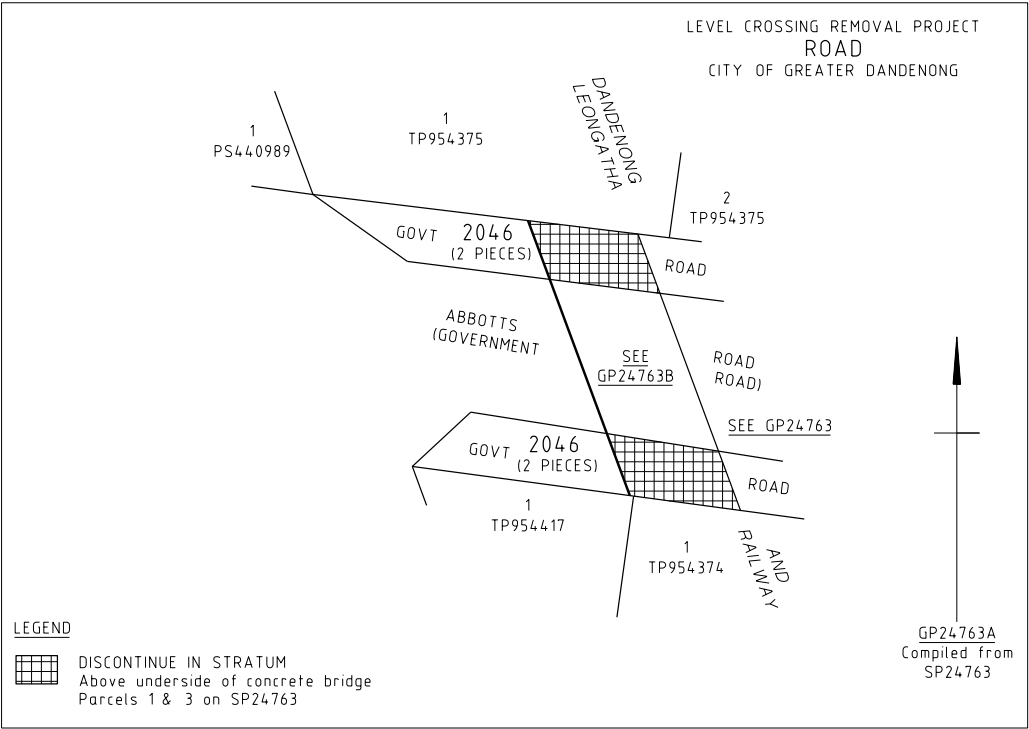 LEVEL CROSSING REMOVAL PROJECT
ROAD
CITY OF GREATER DANDENONG
DANDENONG
LEONGATHA
1
PS440989
1
TP954375
2
TP954375
GOVT 2046
(2 PIECES)
ROAD
ABBOTTS
(GOVERNMENT
SEE
GP24763B
ROAD
ROAD)
SEE GP24763
GOVT 2046
(2 PIECES)
ROAD
1
TP954417
1
TP954374
AND
RAILWAY
LEGEND
DISCONTINUE IN STRATUM
Above underside of concrete bridge
Parcels 1 & 3 on SP24763
GP24763A
Compiled from
SP24763